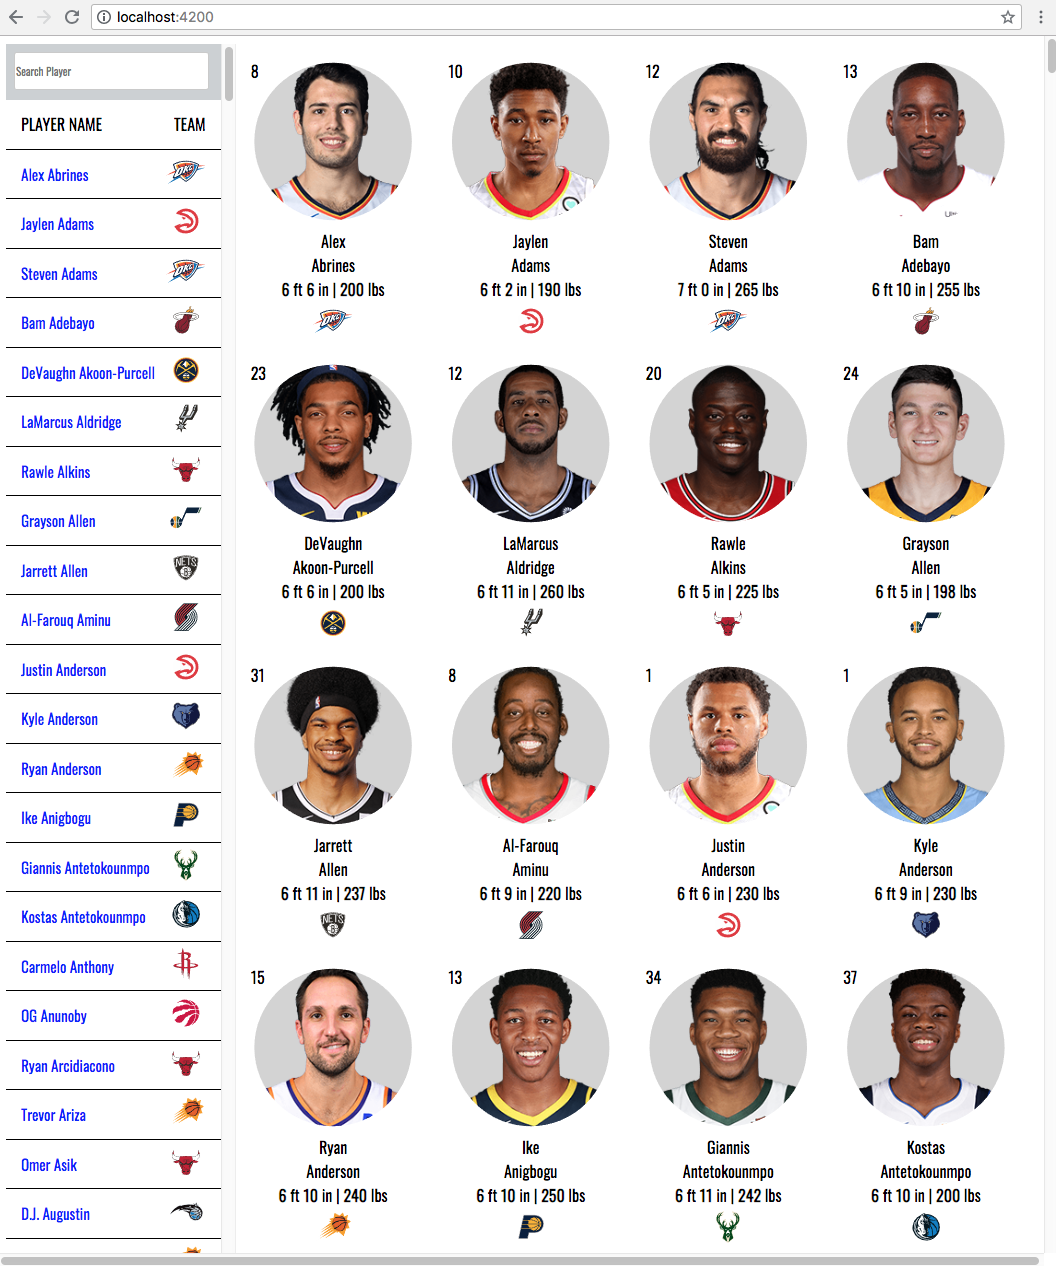 localhost:4200
Search Player
PLAYER NAME TEAM
Alex Abrines
Jaylen Adams
Steven Adams
Bam Adebayo
DeVaughn Akoon-Purcell
LaMarcus Aldridge
Rawle Alkins
Grayson Allen
Jarrett Allen
Al-Farouq Aminu
Justin Anderson
Kyle Anderson
Ryan Anderson
Ike Anigbogu
Giannis Antetokounmpo
Kostas Antetokounmpo
Carmelo Anthony
OG Anunoby
Ryan Arcidiacono
Trevor Ariza
Omer Asik
D.J. Augustin
8
Alex
Abrines
6 ft 6 in | 200 lbs
10
Jaylen
Adams
6 ft 2 in | 190 lbs
12
Steven
Adams
7 ft 0 in | 265 lbs
13
Bam
Adebayo
6 ft 10 in | 255 lbs
23
DeVaughn
Akoon-Purcell
6 ft 6 in | 200 lbs
12
LaMarcus
Aldridge
6 ft 11 in | 260 lbs
20
Rawle
Alkins
6 ft 5 in | 225 lbs
24
Grayson
Allen
6 ft 5 in | 198 lbs
31
Jarrett
Allen
6 ft 11 in | 237 lbs
NETS
8
Al-Farouq
Aminu
6 ft 9 in | 220 lbs
1
Justin
Anderson
6 ft 6 in | 230 lbs
1
Kyle
Anderson
6 ft 9 in | 230 lbs
15
Ryan
Anderson
6 ft 10 in | 240 lbs
13
Ike
Anigbogu
6 ft 10 in | 250 lbs
34
Giannis
Antetokounmpo
6 ft 11 in | 242 lbs
37
Kostas
Antetokounmpo
6 ft 10 in | 200 lbs